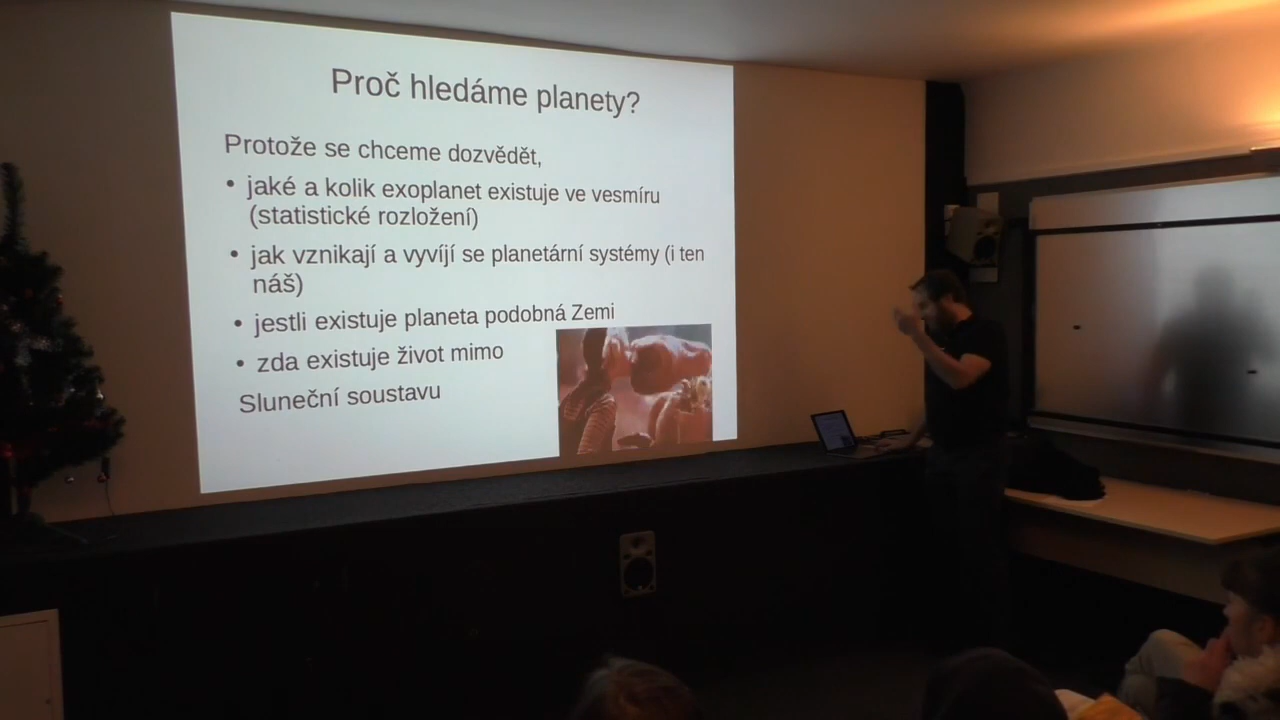 Proč hledáme planety?
Protože se chceme dozvědět,
• jaké a kolik exoplanet existuje ve vesmíru
(statistické rozložení)
• jak vznikají a vyvíjí se planetární systémy (i ten
náš)
• jestli existuje planeta podobná Zemi
• zda existuje život mimo
Sluneční soustavu